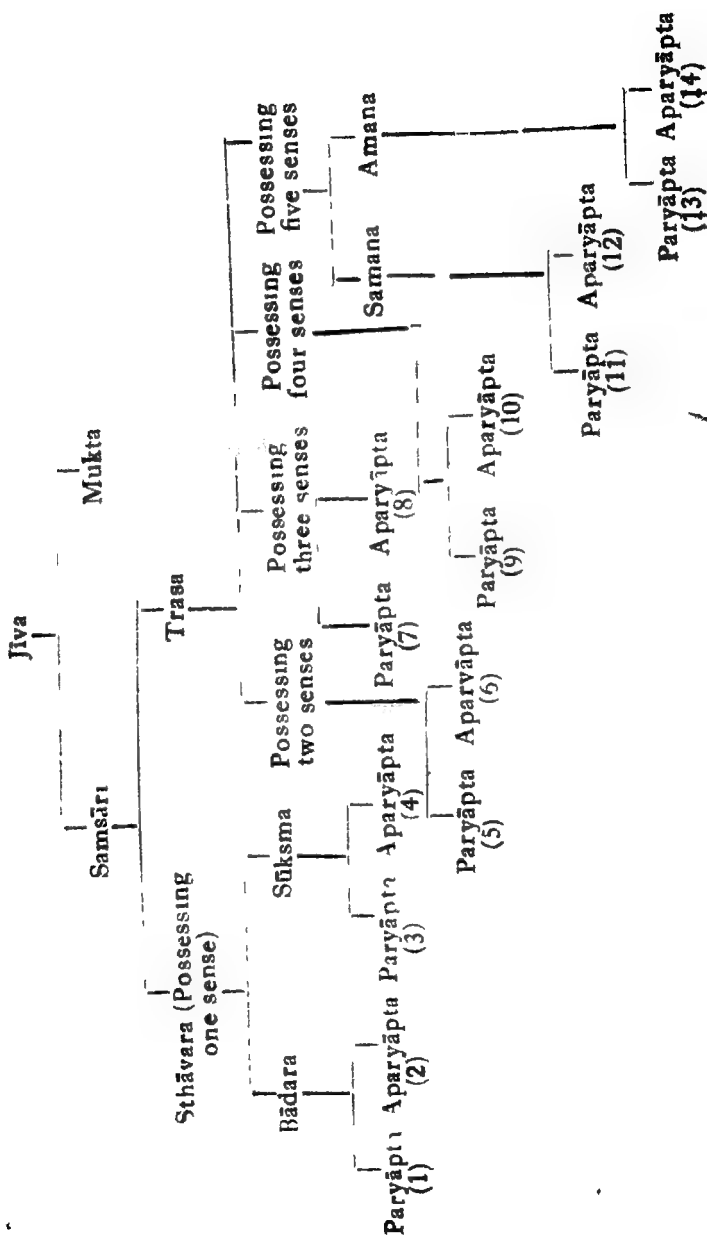 Jīva
Samsāri
Mukta
Sthāvara (Possessing
one sense)
Trasa
Bādara
Sūksma
Possessing
two senses
Possessing
three senses
Possessing
four senses
Possessing
five senses
Samana
Amana
Paryāpta
(1)
Aparyāpta
(2)
Paryāpta
(3)
Aparyāpta
(4)
Paryāpta
(5)
Aparyāpta
(6)
Paryāpta
(7)
Aparyāpta
(8)
Paryāpta
(9)
Aparyāpta
(10)
Paryāpta
(11)
Aparyāpta
(12)
Paryāpta
(13)
Aparyāpta
(14)